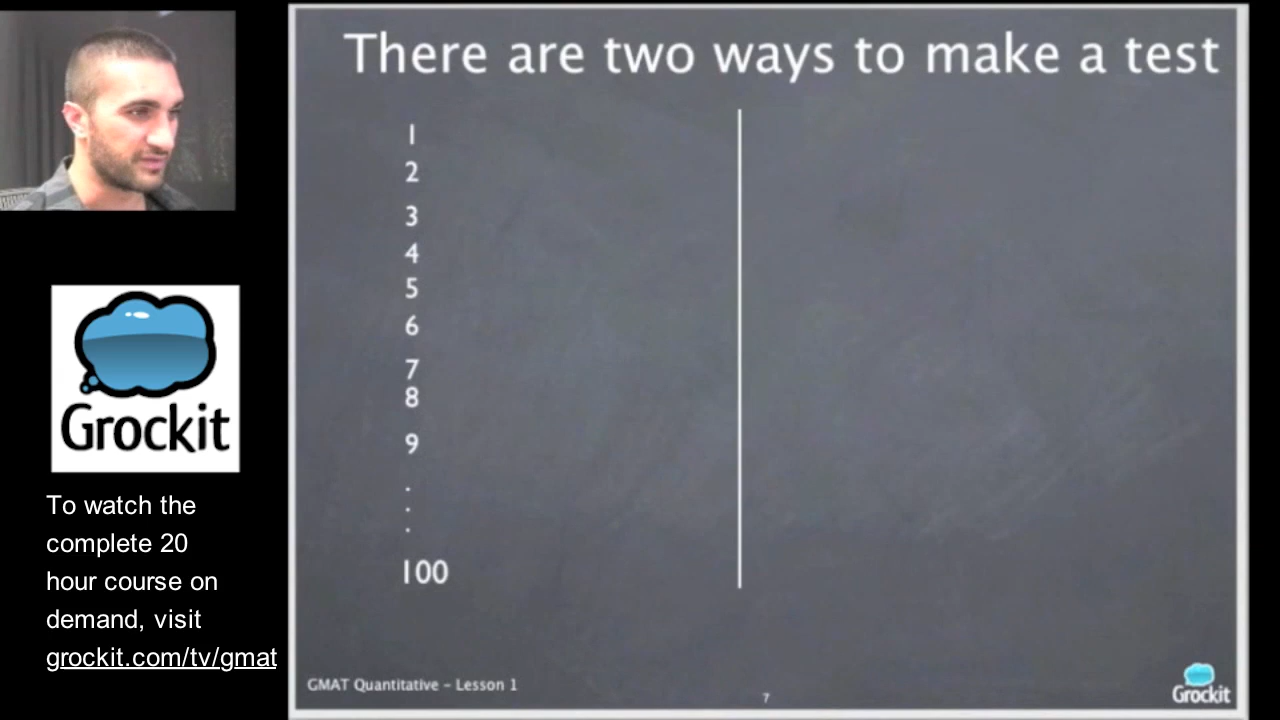 There are two ways to make a test
1
2
3
4
5
6
7
8
9
.
.
.
100
GMAT Quantitative – Lesson 1
7
Grockit
Grockit
To watch the
complete 20
hour course on
demand, visit
grockit.com/tv/gmat